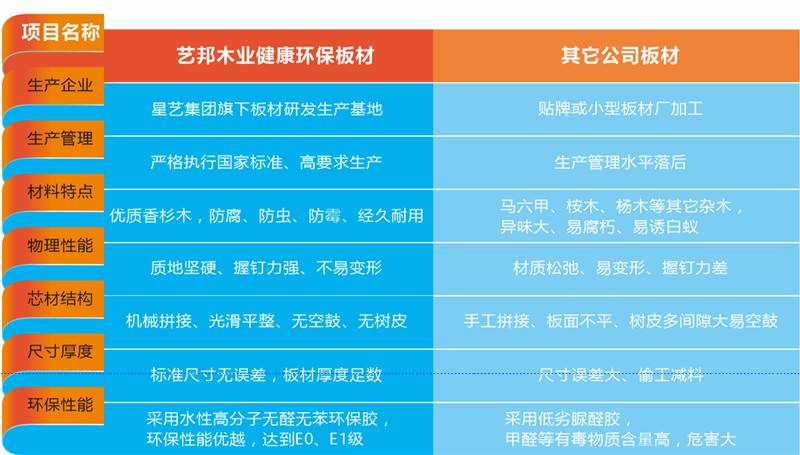 项目名称
艺邦木业健康环保板材
其它公司板材
生产企业
星艺集团旗下板材研发生产基地
贴牌或小型板材厂加工
生产管理
严格执行国家标准、高要求生产
生产管理水平落后
材料特点
优质香杉木，防腐、防虫、防霉、经久耐用
马六甲、桉木、杨木等其它杂木，
异味大、易腐朽、易诱白蚁
物理性能
质地坚硬、握钉力强、不易变形
材质松弛、易变形、握钉力差
芯材结构
机械拼接、光滑平整、无空鼓、无树皮
手工拼接、板面不平、树皮多间隙大易空鼓
尺寸厚度
标准尺寸无误差，板材厚度足数
尺寸误差大、偷工减料
环保性能
采用水性高分子无醛无苯环保胶，
环保性能优越，达到E0、E1级
采用低劣脲醛胶，
甲醛等有毒物质含量高，危害大